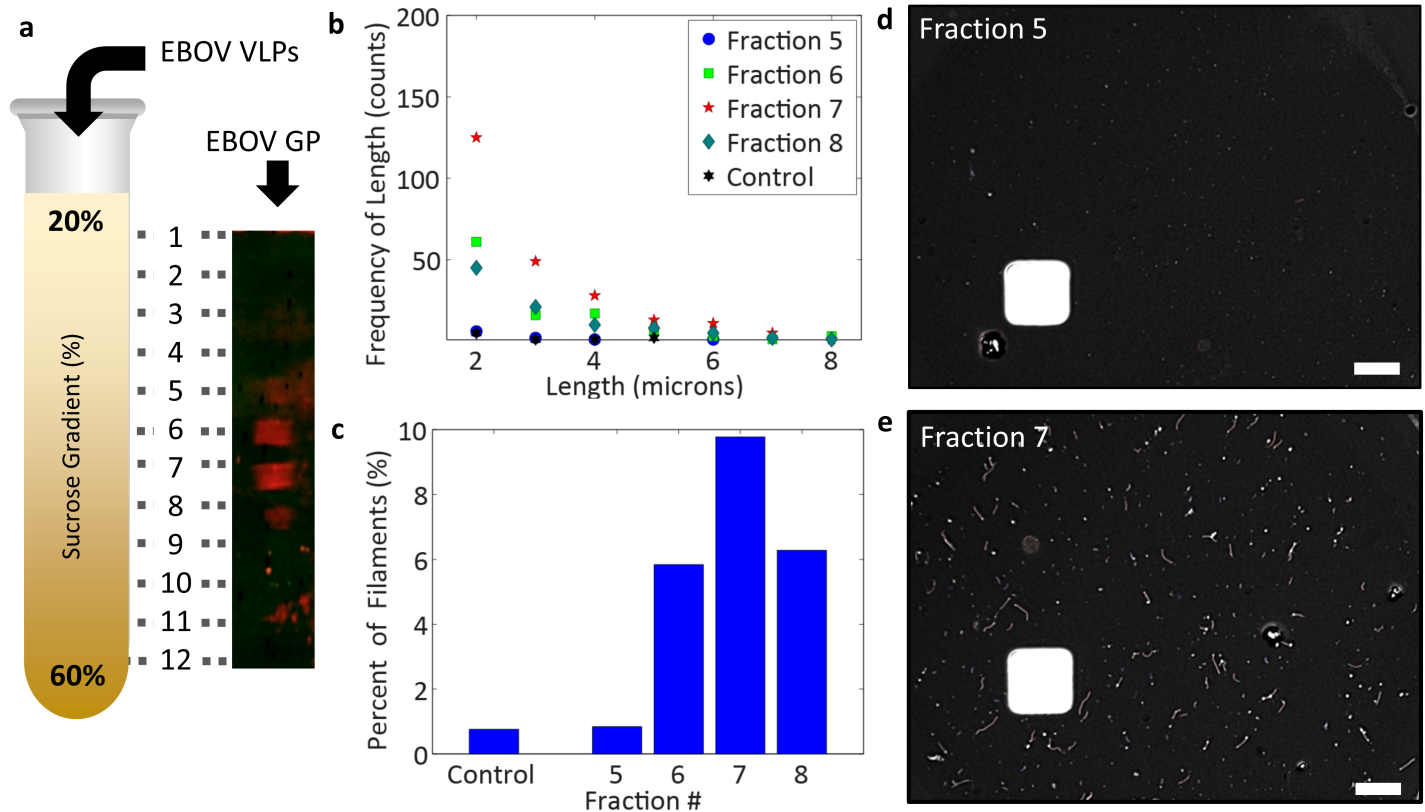 a
EBOV VLPs
EBOV GP
20%
Sucrose Gradient (%)
60%
1
2
3
4
5
6
7
8
9
10
11
12
b
Frequency of Length (counts)
200
150
100
50
2 4 6 8
Length (microns)
Fraction 5
Fraction 6
Fraction 7
Fraction 8
Control
c
Percent of Filaments (%)
10
8
6
4
2
0
Control 5 6 7 8
Fraction #
d
Fraction 5
e
Fraction 7